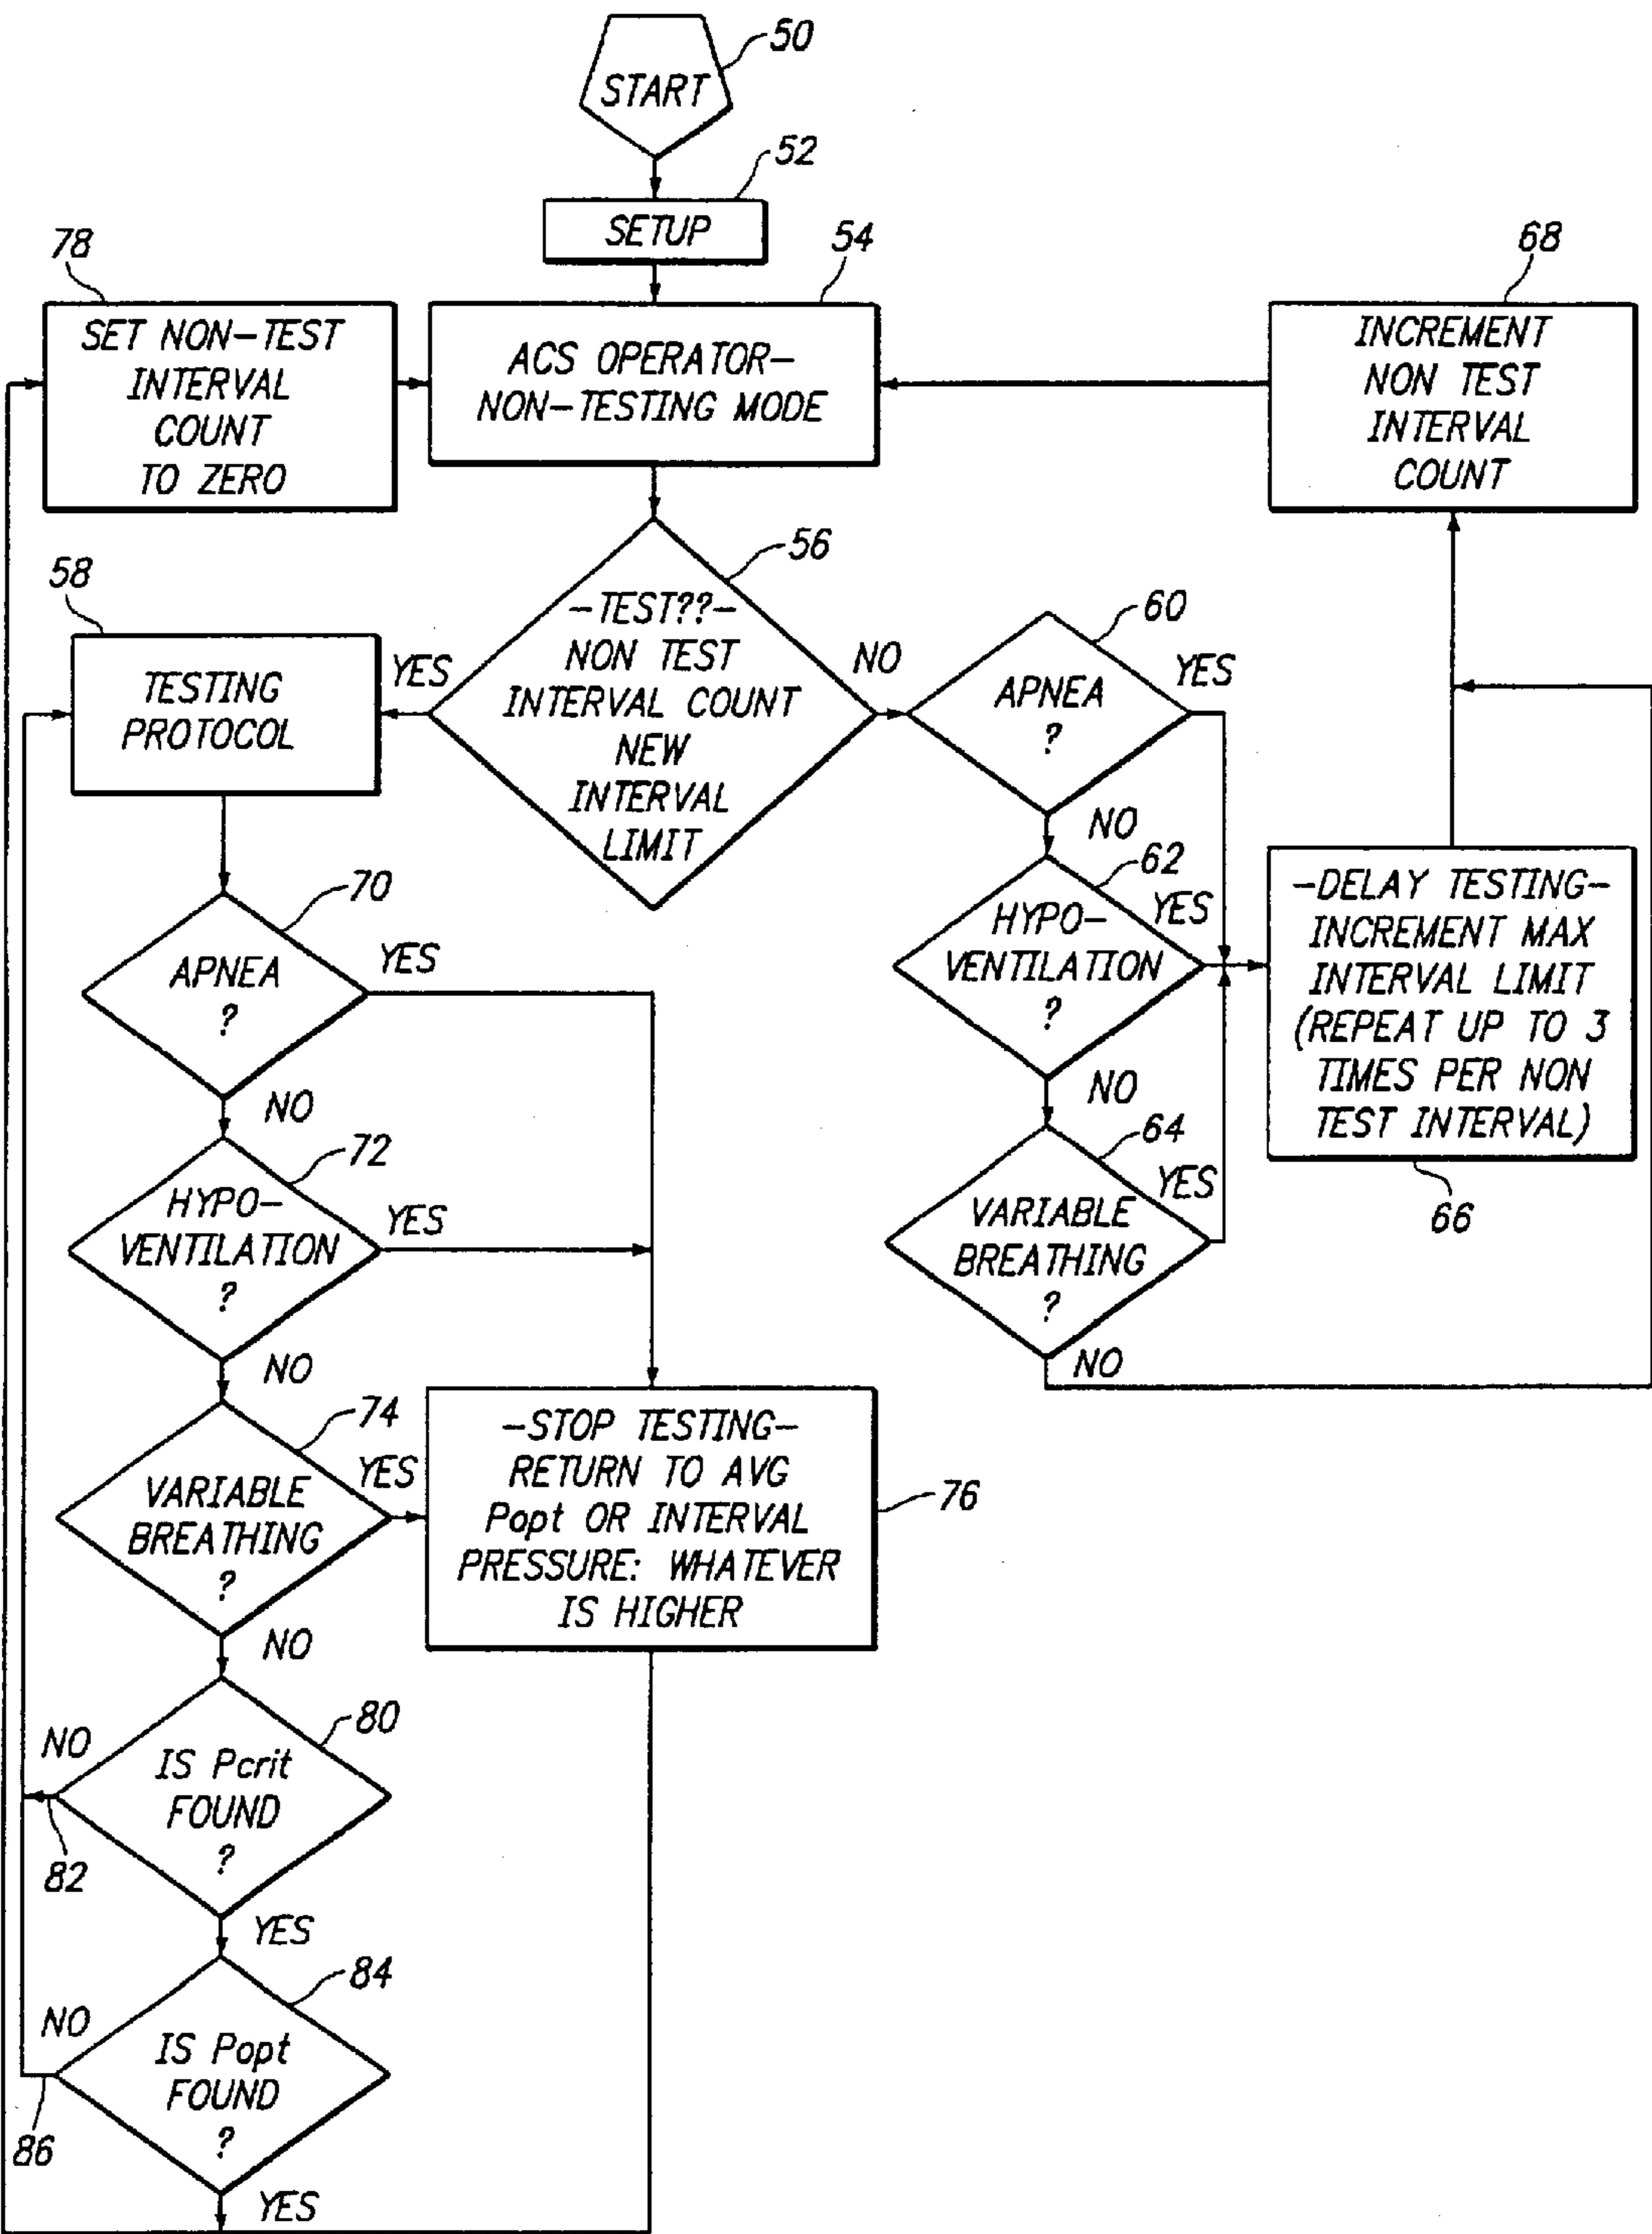 50
START
52
SETUP
78
SET NON-TEST
INTERVAL
COUNT
TO ZERO
54
ACS OPERATOR-
NON-TESTING MODE
68
INCREMENT
NON TEST
INTERVAL
COUNT
56
-TEST??-
NON TEST
INTERVAL COUNT
NEW
INTERVAL
LIMIT
YES
NO
58
TESTING
PROTOCOL
60
APNEA
?
YES
NO
62
HYPO-
VENTILATION
?
YES
NO
64
VARIABLE
BREATHING
?
YES
NO
-DELAY TESTING-
INCREMENT MAX
INTERVAL LIMIT
(REPEAT UP TO 3
TIMES PER NON
TEST INTERVAL)
66
70
APNEA
?
YES
NO
72
HYPO-
VENTILATION
?
YES
NO
74
VARIABLE
BREATHING
?
YES
NO
-STOP TESTING-
RETURN TO AVG
Popt OR INTERVAL
PRESSURE: WHATEVER
IS HIGHER
76
80
IS Pcrit
FOUND
?
NO
82
YES
84
IS Popt
FOUND
?
NO
86
YES